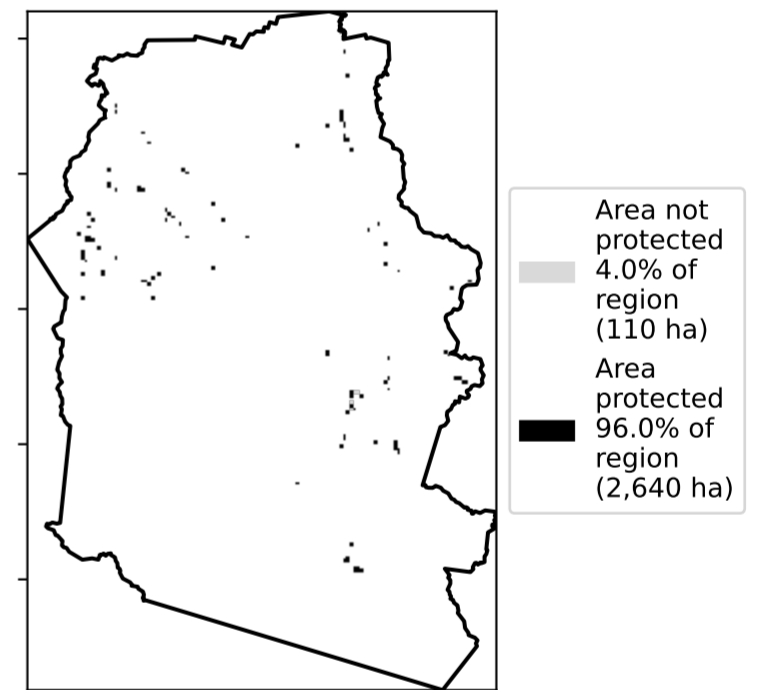 Area not
protected
4.0% of
region
(110 ha)
Area
protected
96.0% of
region
(2,640 ha)